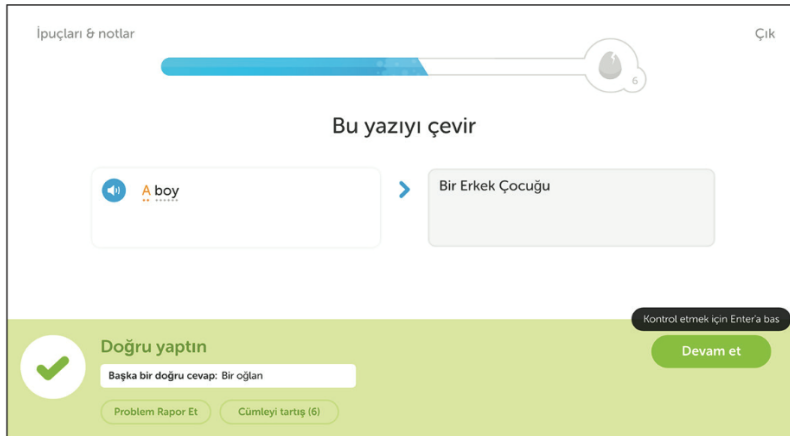 İpuçları & notlar
Çık
6
Bu yazıyı çevir
A boy
Bir Erkek Çocuğu
Kontrol etmek için Enter'a bas
Doğru yaptın
Devam et
Başka bir doğru cevap: Bir oğlan
Problem Rapor Et
Cümleyi tartış (6)